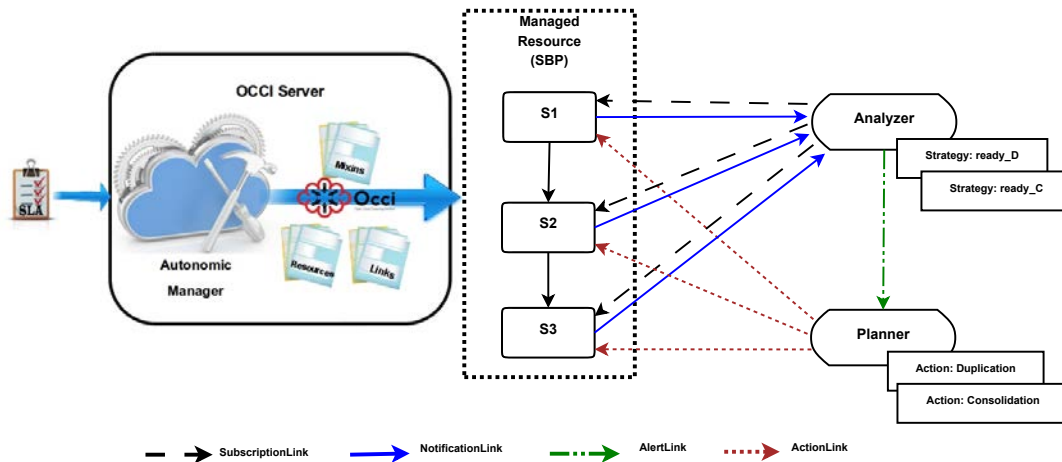 Managed
Resource
(SBP)
OCCI Server
Mixins
Occi
Resources
Links
SLA
Autonomic
Manager
S1
S2
S3
Analyzer
Strategy: ready_D
Strategy: ready_C
Planner
Action: Duplication
Action: Consolidation
SubscriptionLink
NotificationLink
AlertLink
ActionLink